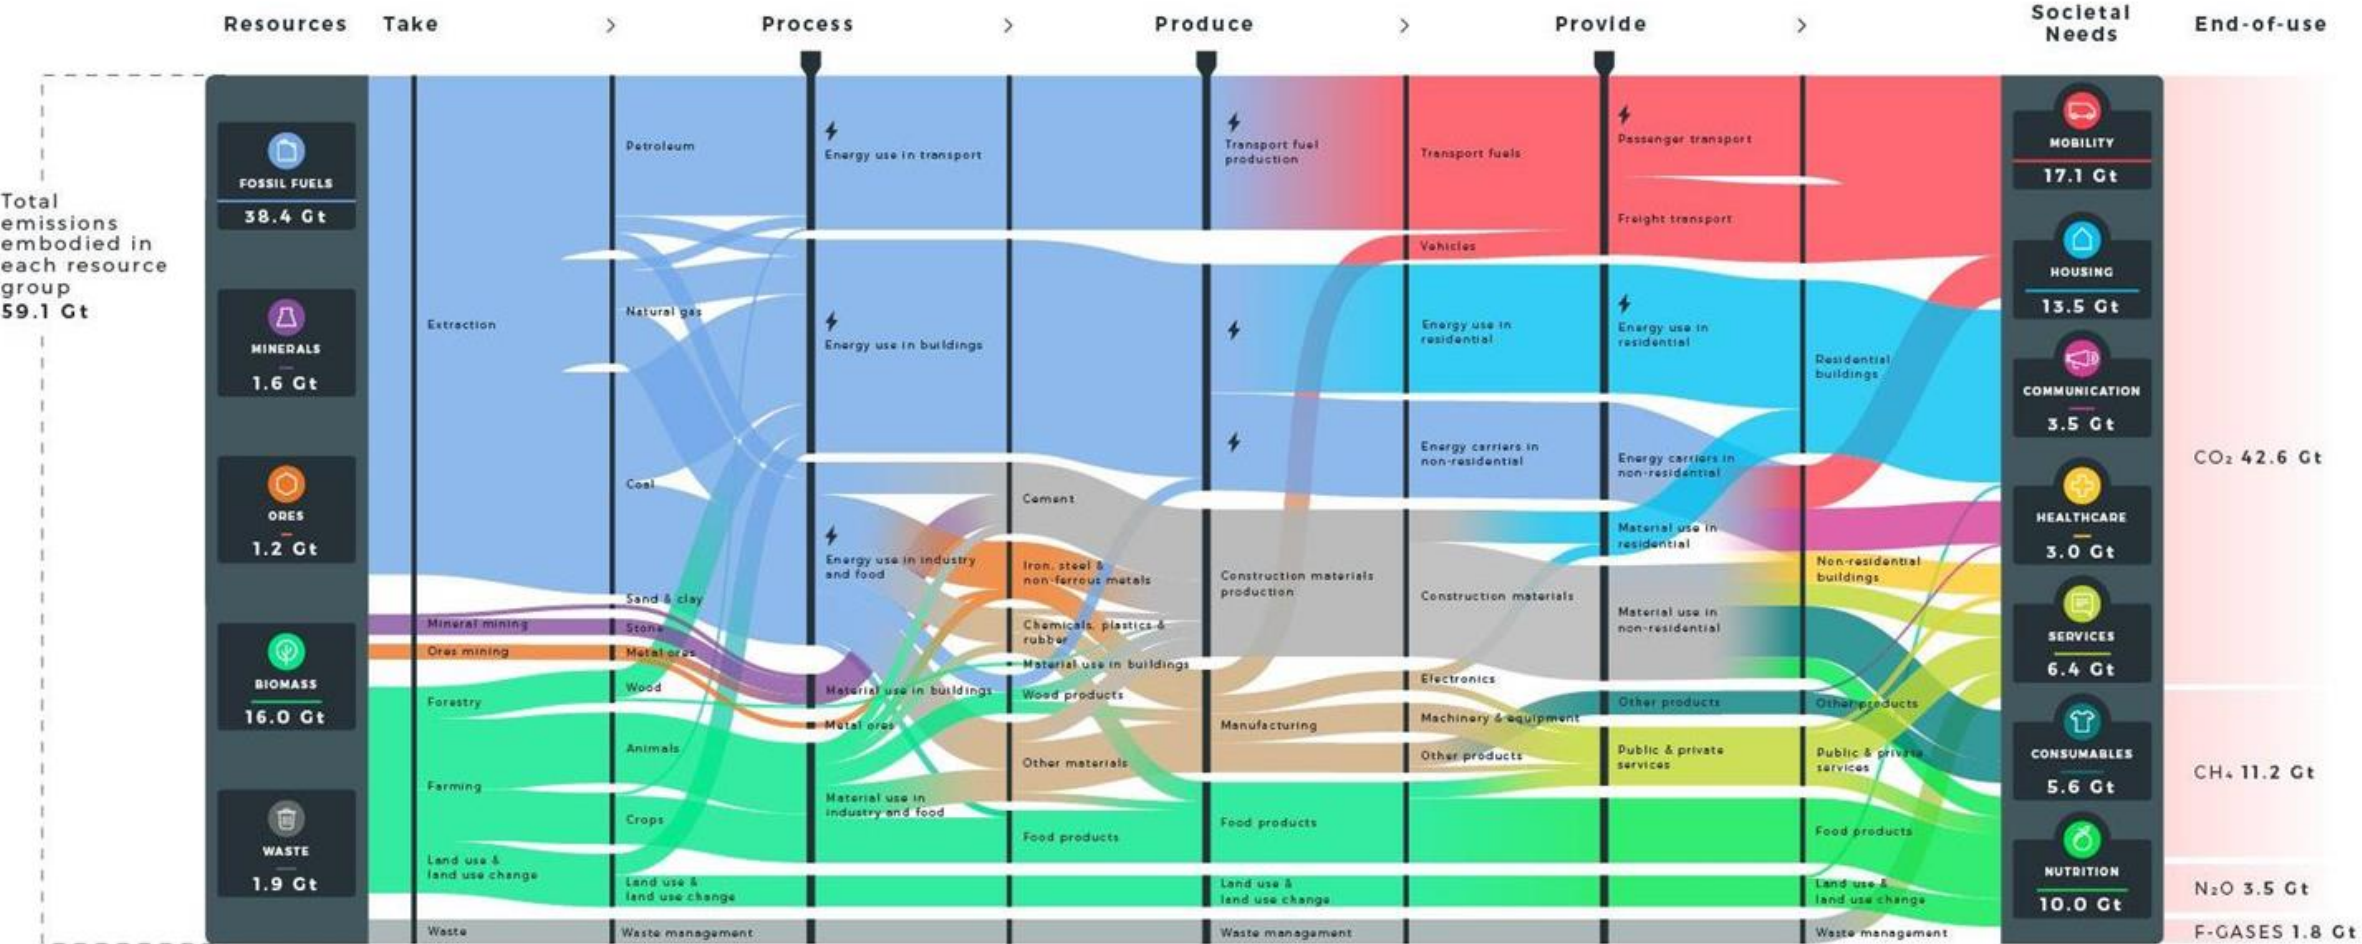 Resources
Take
>
Process
>
Produce
>
Provide
>
Societal
Needs
End-of-use
Total
emissions
embodied in
each resource
group
59.1 Gt
FOSSIL FUELS
38.4 Gt
MINERALS
1.6 Gt
ORES
1.2 Gt
BIOMASS
16.0 Gt
WASTE
1.9 Gt
Extraction
Mineral mining
Ores mining
Forestry
Farming
Land use &
land use change
Waste
Petroleum
Natural gas
Coal
Sand & clay
Stone
Metal ores
Wood
Animals
Crops
Land use &
land use change
Waste management
Energy use in transport
Energy use in buildings
Energy use in industry
and food
Material use in buildings
Metal ores
Material use in
industry and food
Cement
Iron, steel &
non-ferrous metals
Chemicals, plastics &
rubber
Material use in buildings
Wood products
Other materials
Food products
Transport fuel
production
Construction materials
production
Manufacturing
Food products
Land use &
land use change
Waste management
Transport fuels
Vehicles
Energy use in
residential
Energy carriers in
non-residential
Construction materials
Electronics
Machinery & equipment
Other products
Passenger transport
Freight transport
Energy use in
residential
Energy carriers in
non-residential
Material use in
residential
Material use in
non-residential
Other products
Public & private
services
Residential
buildings
Non-residential
buildings
Other products
Public & private
services
Food products
Land use &
land use change
Waste management
MOBILITY
17.1 Gt
HOUSING
13.5 Gt
COMMUNICATION
3.5 Gt
HEALTHCARE
3.0 Gt
SERVICES
6.4 Gt
CONSUMABLES
5.6 Gt
NUTRITION
10.0 Gt
CO₂ 42.6 Gt
CH₄ 11.2 Gt
N₂O 3.5 Gt
F-GASES 1.8 Gt